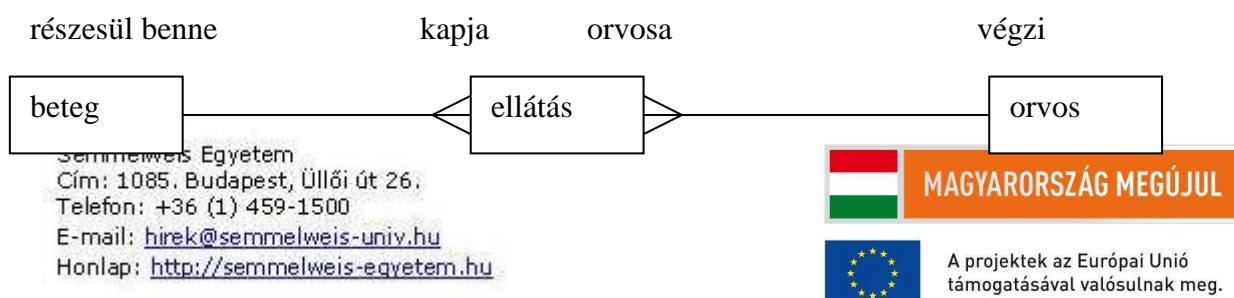 részesül benne kapja orvosa végzi
beteg ellátás orvos
Semmelweis Egyetem
Cím: 1085. Budapest, Üllői út 26.
Telefon: +36 (1) 459-1500
E-mail: hirek@semmelweis-univ.hu
Honlap: http://semmelweis-egyetem.hu
MAGYARORSZÁG MEGÚJUL
A projektek az Európai Unió
támogatásával valósulnak meg.